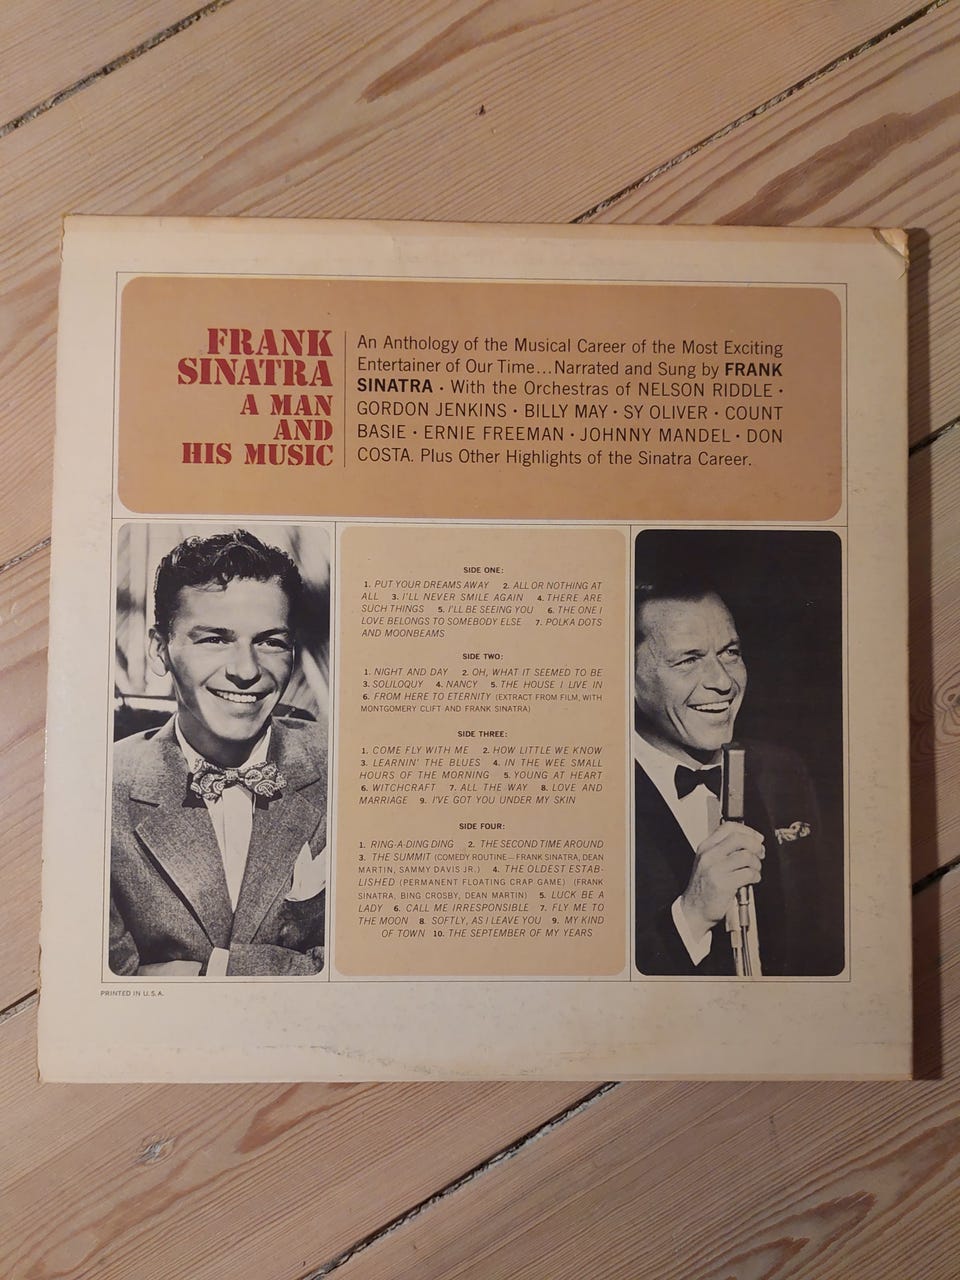 FRANK
SINATRA
A MAN
AND
HIS MUSIC
An Anthology of the Musical Career of the Most Exciting
Entertainer of Our Time...Narrated and Sung by FRANK
SINATRA · With the Orchestras of NELSON RIDDLE ·
GORDON JENKINS · BILLY MAY · SY OLIVER · COUNT
BASIE · ERNIE FREEMAN · JOHNNY MANDEL · DON
COSTA. Plus Other Highlights of the Sinatra Career.
SIDE ONE:
1. PUT YOUR DREAMS AWAY 2. ALL OR NOTHING AT
ALL 3. I'LL NEVER SMILE AGAIN 4. THERE ARE
SUCH THINGS 5. I'LL BE SEEING YOU 6. THE ONE I
LOVE BELONGS TO SOMEBODY ELSE 7. POLKA DOTS
AND MOONBEAMS
SIDE TWO:
1. NIGHT AND DAY 2. OH, WHAT IT SEEMED TO BE
3. SOLILOQUY 4. NANCY 5. THE HOUSE I LIVE IN
6. FROM HERE TO ETERNITY (EXTRACT FROM FILM, WITH
MONTGOMERY CLIFT AND FRANK SINATRA)
SIDE THREE:
1. COME FLY WITH ME 2. HOW LITTLE WE KNOW
3. LEARNIN' THE BLUES 4. IN THE WEE SMALL
HOURS OF THE MORNING 5. YOUNG AT HEART
6. WITCHCRAFT 7. ALL THE WAY 8. LOVE AND
MARRIAGE 9. I'VE GOT YOU UNDER MY SKIN
SIDE FOUR:
1. RING-A-DING DING 2. THE SECOND TIME AROUND
3. THE SUMMIT (COMEDY ROUTINE—FRANK SINATRA, DEAN
MARTIN, SAMMY DAVIS JR.) 4. THE OLDEST ESTAB-
LISHED (PERMANENT FLOATING CRAP GAME) (FRANK
SINATRA, BING CROSBY, DEAN MARTIN) 5. LUCK BE A
LADY 6. CALL ME IRRESPONSIBLE 7. FLY ME TO
THE MOON 8. SOFTLY, AS I LEAVE YOU 9. MY KIND
OF TOWN 10. THE SEPTEMBER OF MY YEARS
PRINTED IN U.S.A.